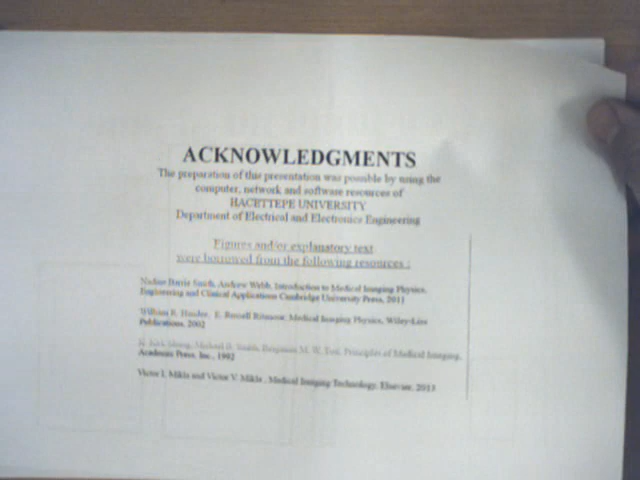 ACKNOWLEDGMENTS
The preparation of this presentation was possible by using the
computer, network and software resources of
HACETTEPE UNIVERSITY
Department of Electrical and Electronics Engineering
Figures and/or explanatory text
were borrowed from the following resources :
Nadine Barrie Smith, Andrew Webb, Introduction to Medical Imaging Physics,
Engineering and Clinical Applications Cambridge University Press, 2011
William R. Hendee, E. Russell Ritenour, Medical Imaging Physics, Wiley-Liss
Publications, 2002
Michael B. Smith, Benjamin M. W. Tsui, Principles of Medical Imaging,
Academic Press, Inc., 1992
Victor I. Mikla and Victor V. Mikla , Medical Imaging Technology, Elsevier, 2013